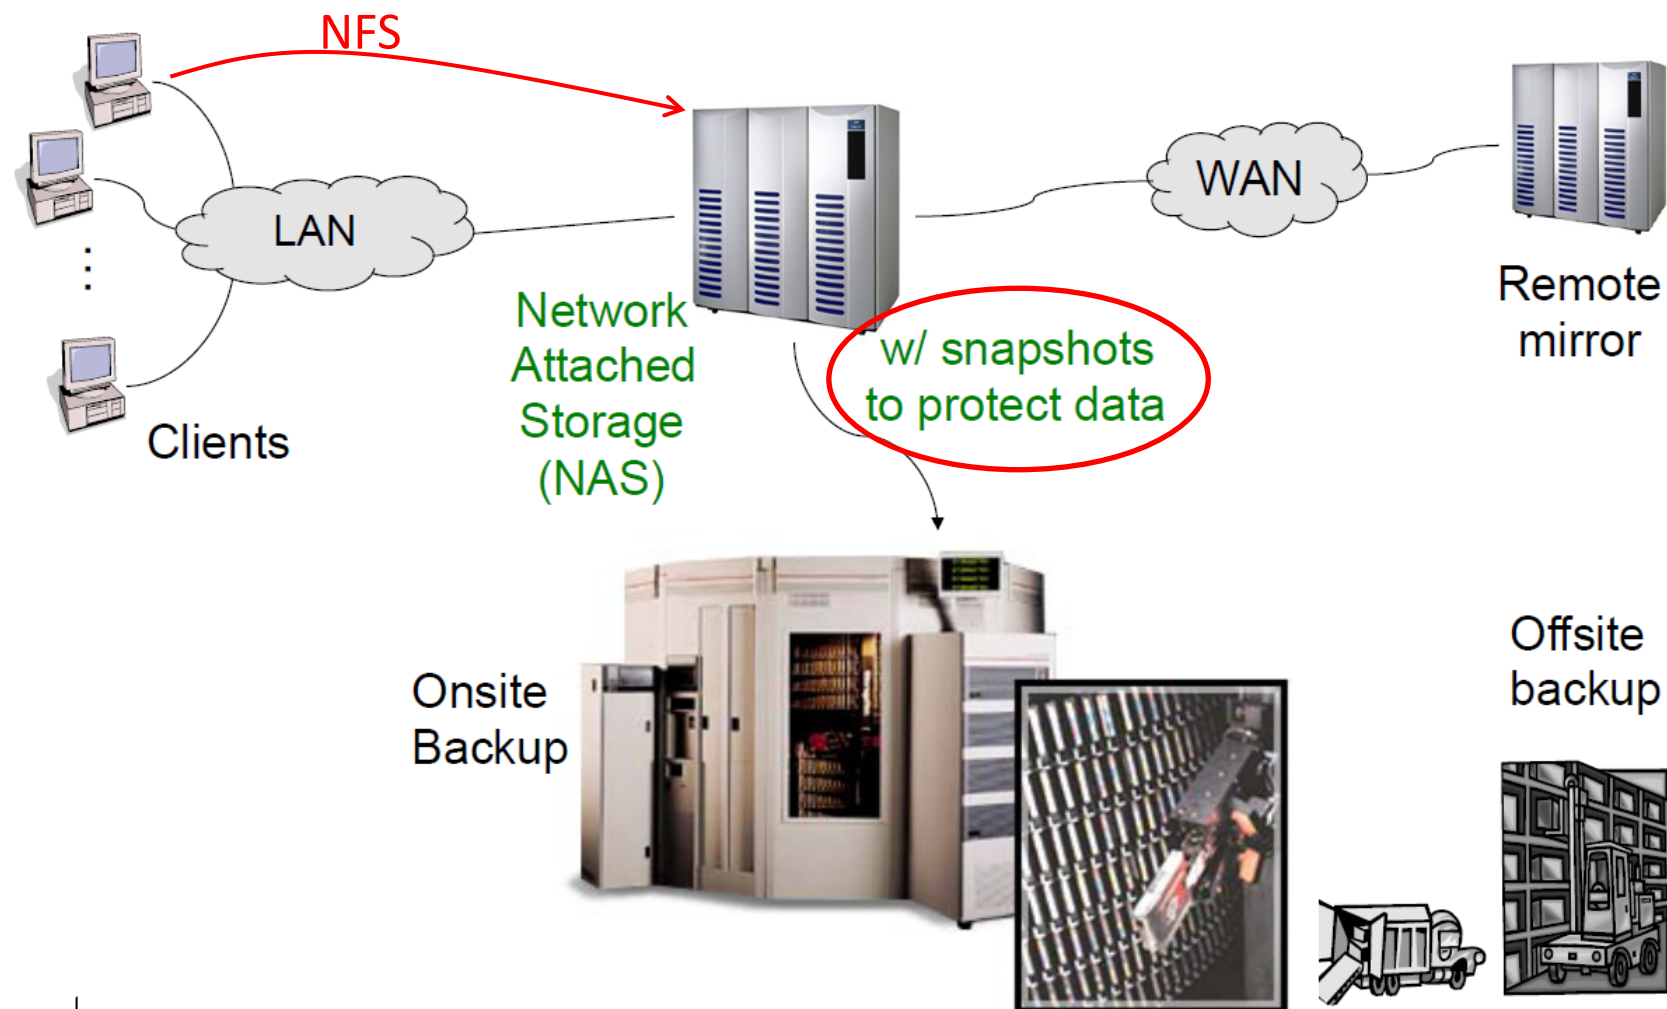 NFS
LAN
WAN
Clients
Network
Attached
Storage
(NAS)
w/ snapshots
to protect data
Remote
mirror
Onsite
Backup
Offsite
backup